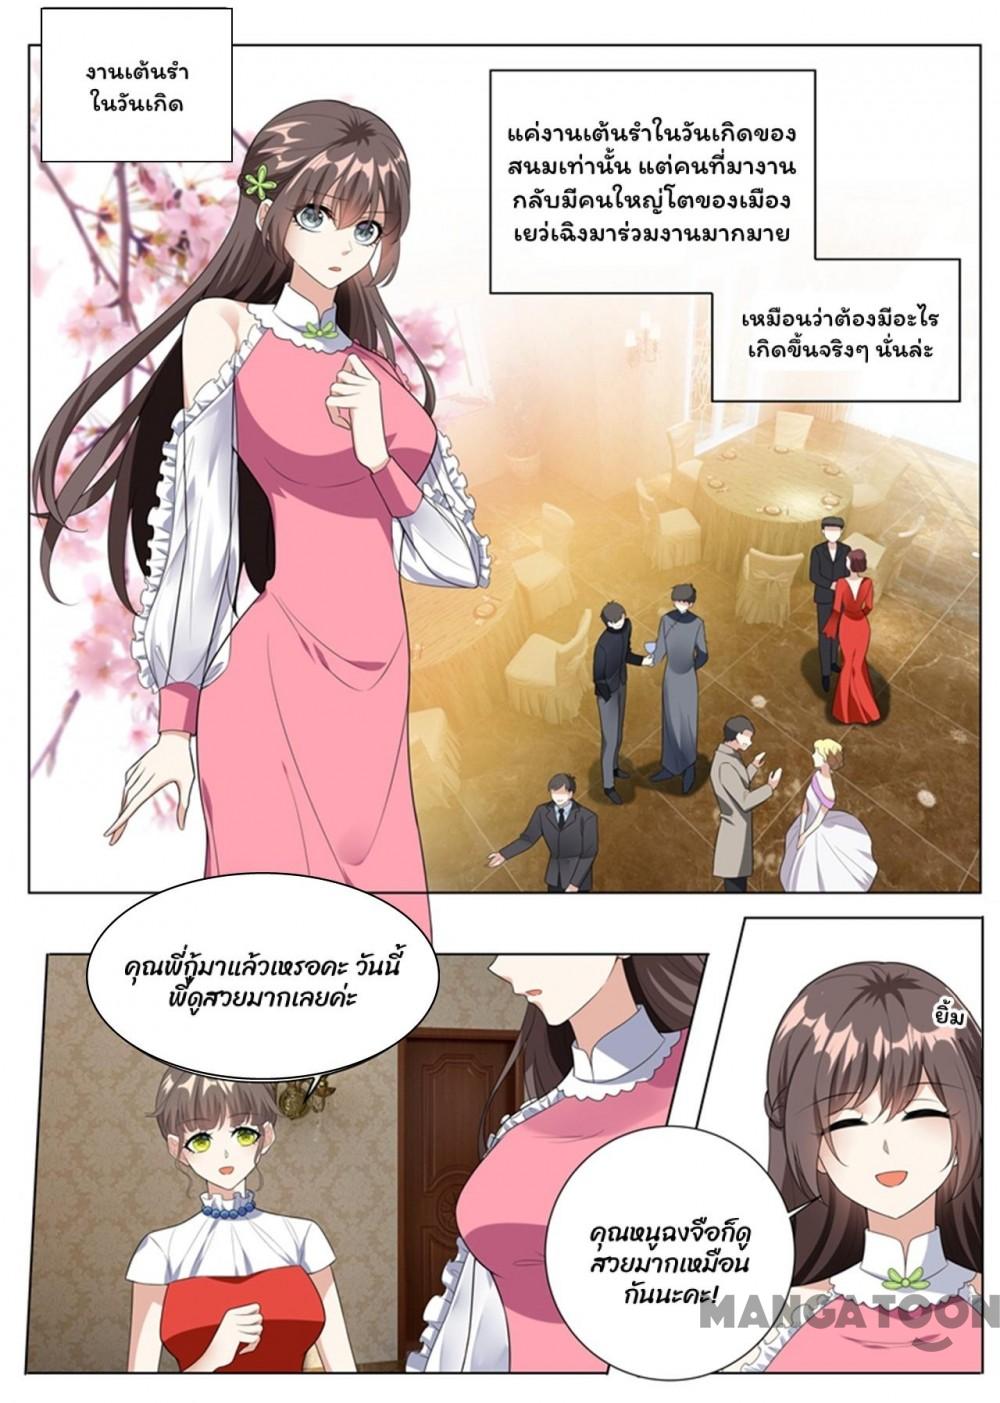 งานเต้นรำ
ในวันเกิด
แค่งานเต้นรำในวันเกิดของ
สนมเท่านั้น แต่คนที่มางาน
กลับมีคนใหญ่โตของเมือง
เยว่เฉิงมาร่วมงานมากมาย
เหมือนว่าต้องมีอะไร
เกิดขึ้นจริงๆ นั่นล่ะ
คุณพี่กู้มาแล้วเหรอคะ วันนี้
พี่ดูสวยมากเลยค่ะ
ยิ้ม
คุณหนูฉงจือก็ดู
สวยมากเหมือน
กันนะคะ!
MANGATOON